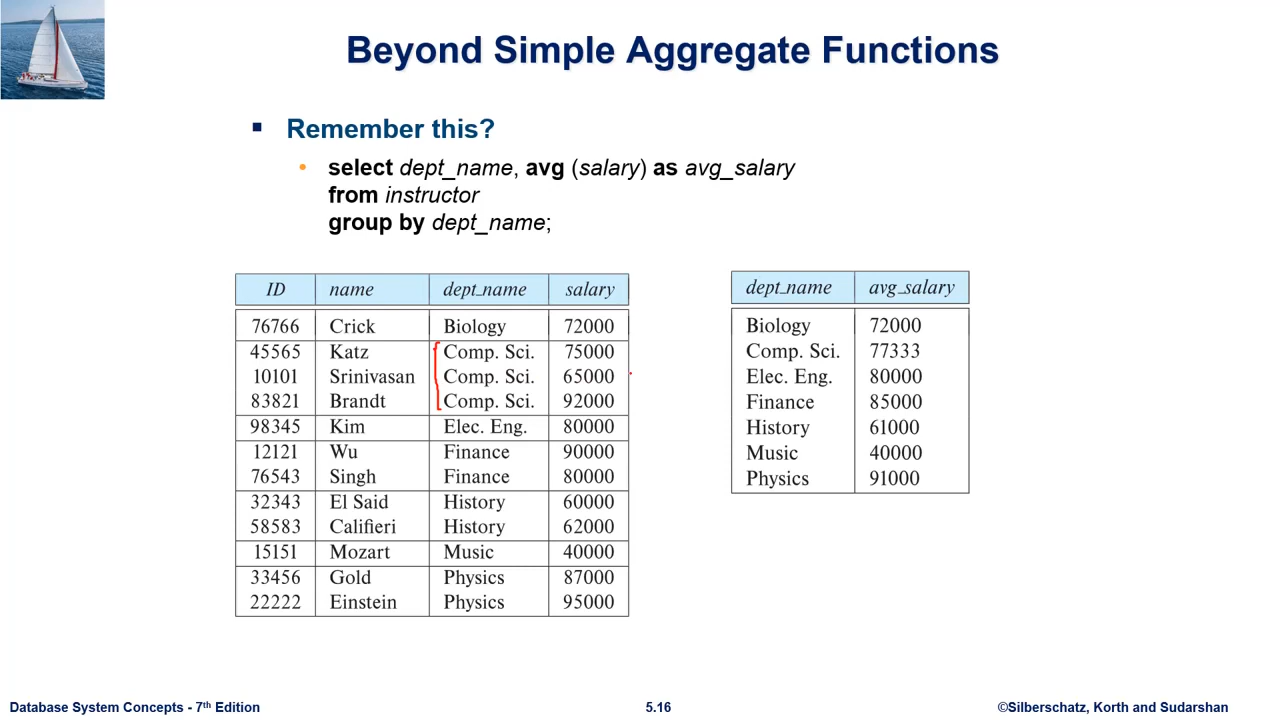 Beyond Simple Aggregate Functions
▪ Remember this?
• select dept_name, avg (salary) as avg_salary
from instructor
group by dept_name;
ID name dept_name salary
76766 Crick Biology 72000
45565 Katz Comp. Sci. 75000
10101 Srinivasan Comp. Sci. 65000
83821 Brandt Comp. Sci. 92000
98345 Kim Elec. Eng. 80000
12121 Wu Finance 90000
76543 Singh Finance 80000
32343 El Said History 60000
58583 Califieri History 62000
15151 Mozart Music 40000
33456 Gold Physics 87000
22222 Einstein Physics 95000
dept_name avg_salary
Biology 72000
Comp. Sci. 77333
Elec. Eng. 80000
Finance 85000
History 61000
Music 40000
Physics 91000
Database System Concepts - 7th Edition 5.16 ©Silberschatz, Korth and Sudarshan